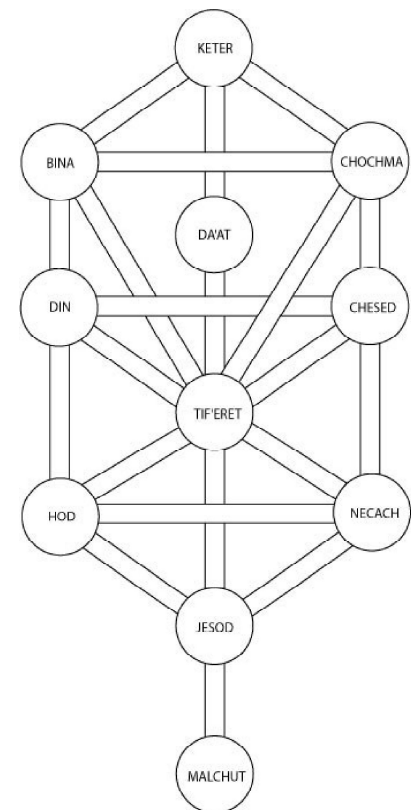 KETER
BINA
CHOCHMA
DA'AT
DIN
CHESED
TIF'ERET
HOD
NECACH
JESOD
MALCHUT